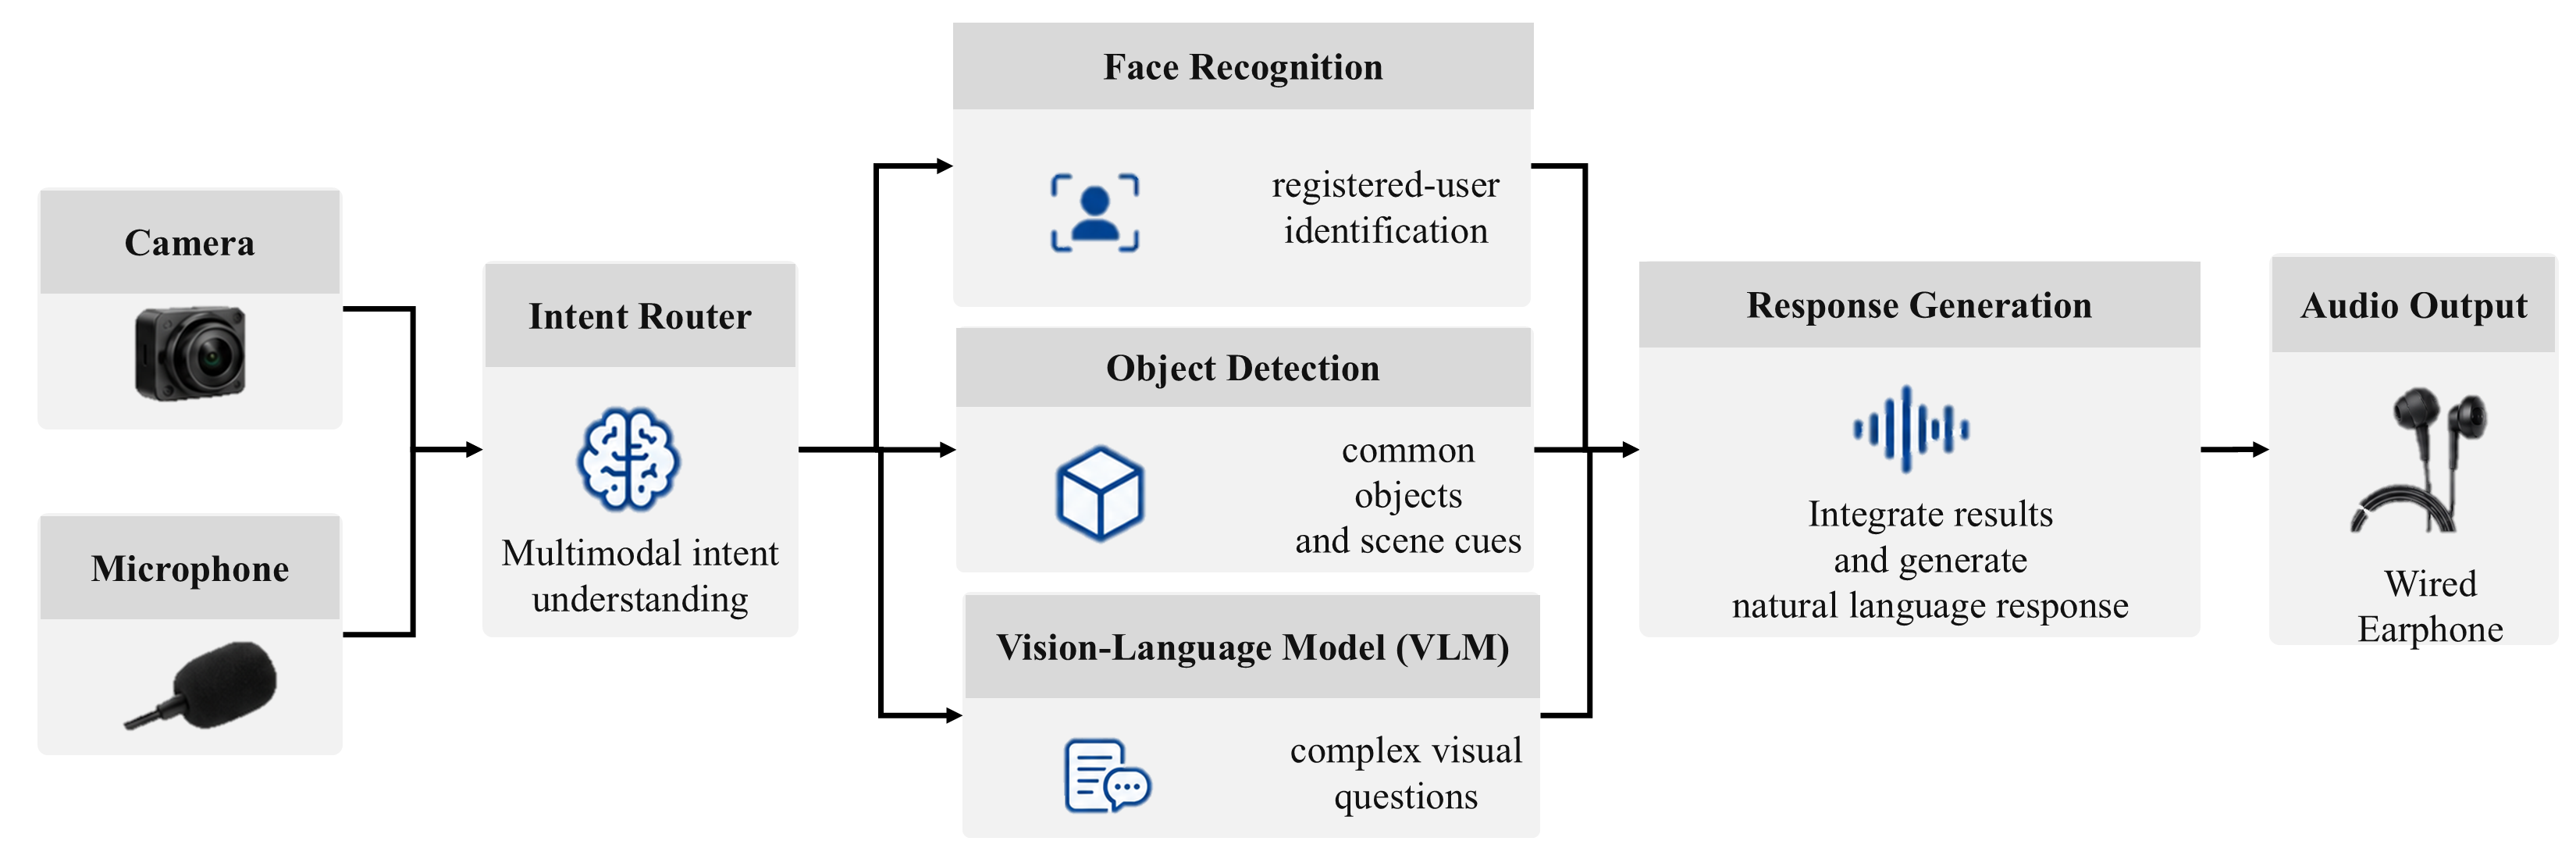 Camera
Microphone
Intent Router
Multimodal intent
understanding
Face Recognition
registered-user
identification
Object Detection
common
objects
and scene cues
Vision-Language Model (VLM)
complex visual
questions
Response Generation
Integrate results
and generate
natural language response
Audio Output
Wired
Earphone